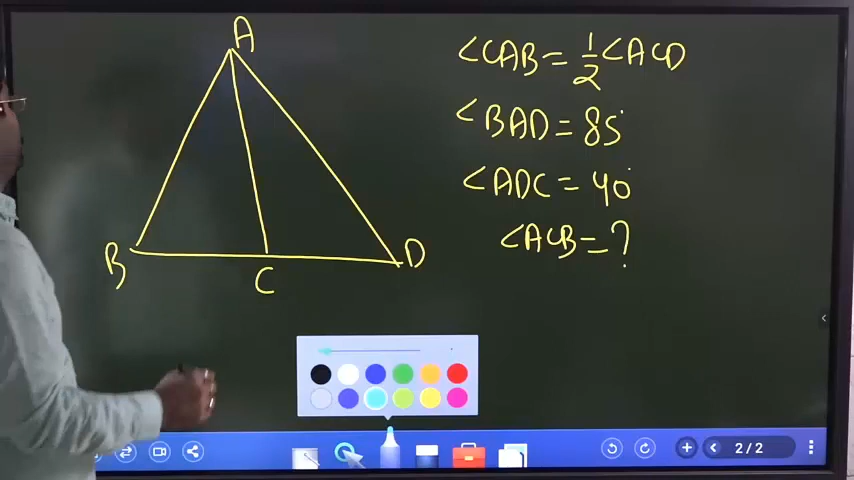 A
B
C
D
∠CAB = 1/2 ∠ACD
∠BAD = 85°
∠ADC = 40°
∠ACB = ?
2/2